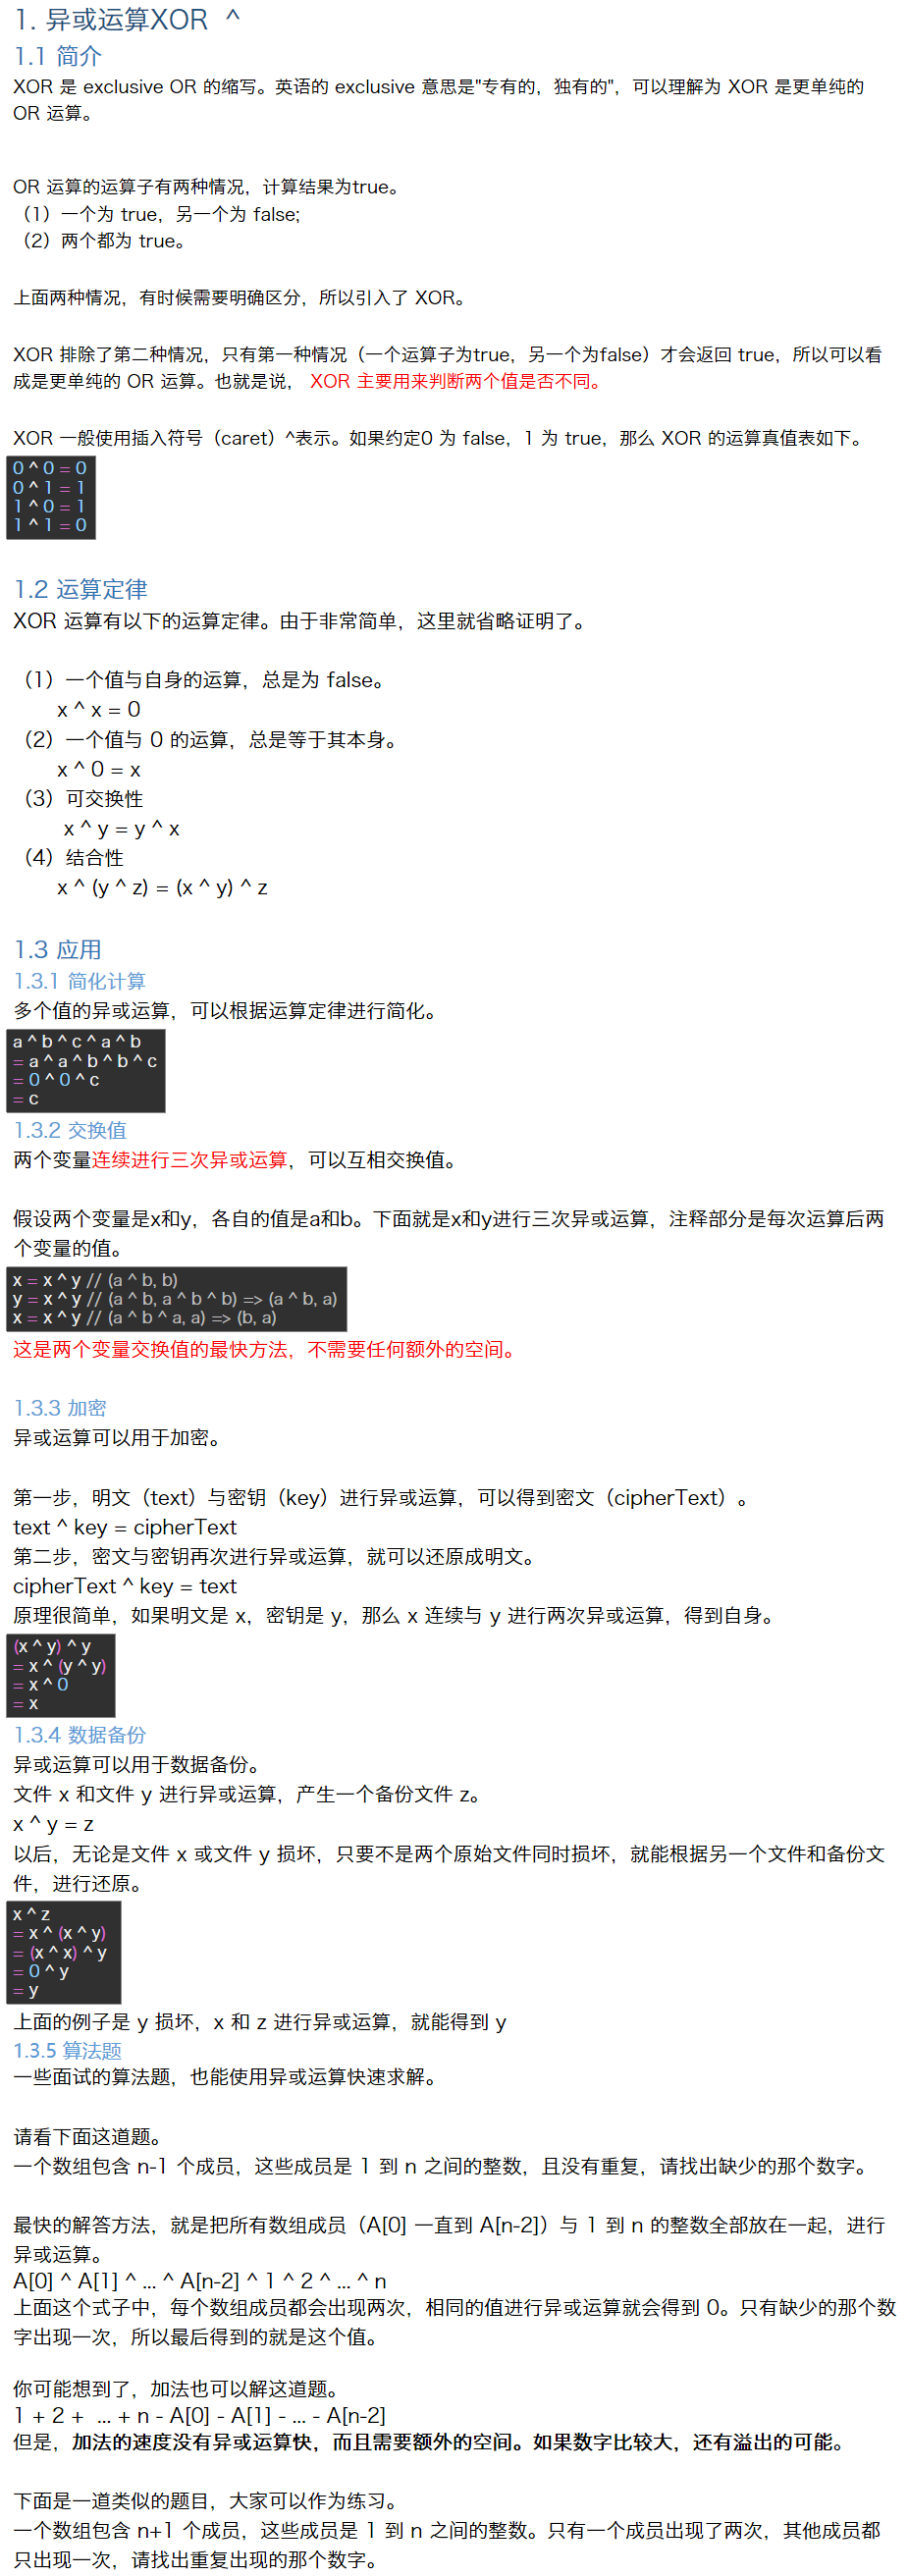 1. 异或运算XOR ^
1.1 简介
XOR 是 exclusive OR 的缩写。英语的 exclusive 意思是"专有的，独有的"，可以理解为 XOR 是更单纯的
OR 运算。
OR 运算的运算子有两种情况，计算结果为true。
（1）一个为 true，另一个为 false;
（2）两个都为 true。
上面两种情况，有时候需要明确区分，所以引入了 XOR。
XOR 排除了第二种情况，只有第一种情况（一个运算子为true，另一个为false）才会返回 true，所以可以看
成是更单纯的 OR 运算。也就是说， XOR 主要用来判断两个值是否不同。
XOR 一般使用插入符号（caret）^表示。如果约定0 为 false，1 为 true，那么 XOR 的运算真值表如下。
0 ^ 0 = 0
0 ^ 1 = 1
1 ^ 0 = 1
1 ^ 1 = 0
1.2 运算定律
XOR 运算有以下的运算定律。由于非常简单，这里就省略证明了。
（1）一个值与自身的运算，总是为 false。
x ^ x = 0
（2）一个值与 0 的运算，总是等于其本身。
x ^ 0 = x
（3）可交换性
x ^ y = y ^ x
（4）结合性
x ^ (y ^ z) = (x ^ y) ^ z
1.3 应用
1.3.1 简化计算
多个值的异或运算，可以根据运算定律进行简化。
a ^ b ^ c ^ a ^ b
= a ^ a ^ b ^ b ^ c
= 0 ^ 0 ^ c
= c
1.3.2 交换值
两个变量连续进行三次异或运算，可以互相交换值。
假设两个变量是x和y，各自的值是a和b。下面就是x和y进行三次异或运算，注释部分是每次运算后两
个变量的值。
x = x ^ y // (a ^ b, b)
y = x ^ y // (a ^ b, a ^ b ^ b) => (a ^ b, a)
x = x ^ y // (a ^ b ^ a, a) => (b, a)
这是两个变量交换值的最快方法，不需要任何额外的空间。
1.3.3 加密
异或运算可以用于加密。
第一步，明文（text）与密钥（key）进行异或运算，可以得到密文（cipherText）。
text ^ key = cipherText
第二步，密文与密钥再次进行异或运算，就可以还原成明文。
cipherText ^ key = text
原理很简单，如果明文是 x，密钥是 y，那么 x 连续与 y 进行两次异或运算，得到自身。
(x ^ y) ^ y
= x ^ (y ^ y)
= x ^ 0
= x
1.3.4 数据备份
异或运算可以用于数据备份。
文件 x 和文件 y 进行异或运算，产生一个备份文件 z。
x ^ y = z
以后，无论是文件 x 或文件 y 损坏，只要不是两个原始文件同时损坏，就能根据另一个文件和备份文
件，进行还原。
x ^ z
= x ^ (x ^ y)
= (x ^ x) ^ y
= 0 ^ y
= y
上面的例子是 y 损坏，x 和 z 进行异或运算，就能得到 y
1.3.5 算法题
一些面试的算法题，也能使用异或运算快速求解。
请看下面这道题。
一个数组包含 n-1 个成员，这些成员是 1 到 n 之间的整数，且没有重复，请找出缺少的那个数字。
最快的解答方法，就是把所有数组成员（A[0] 一直到 A[n-2]）与 1 到 n 的整数全部放在一起，进行
异或运算。
A[0] ^ A[1] ^ ... ^ A[n-2] ^ 1 ^ 2 ^ ... ^ n
上面这个式子中，每个数组成员都会出现两次，相同的值进行异或运算就会得到 0。只有缺少的那个数
字出现一次，所以最后得到的就是这个值。
你可能想到了，加法也可以解这道题。
1 + 2 + ... + n - A[0] - A[1] - ... - A[n-2]
但是，加法的速度没有异或运算快，而且需要额外的空间。如果数字比较大，还有溢出的可能。
下面是一道类似的题目，大家可以作为练习。
一个数组包含 n+1 个成员，这些成员是 1 到 n 之间的整数。只有一个成员出现了两次，其他成员都
只出现一次，请找出重复出现的那个数字。